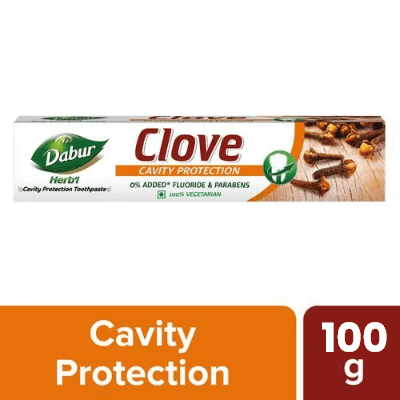 Dabur
Herb'l
Cavity Protection Toothpaste
Clove
CAVITY PROTECTION
0% ADDED* FLUORIDE & PARABENS
100% VEGETARIAN
Cavity
Protection
100
g